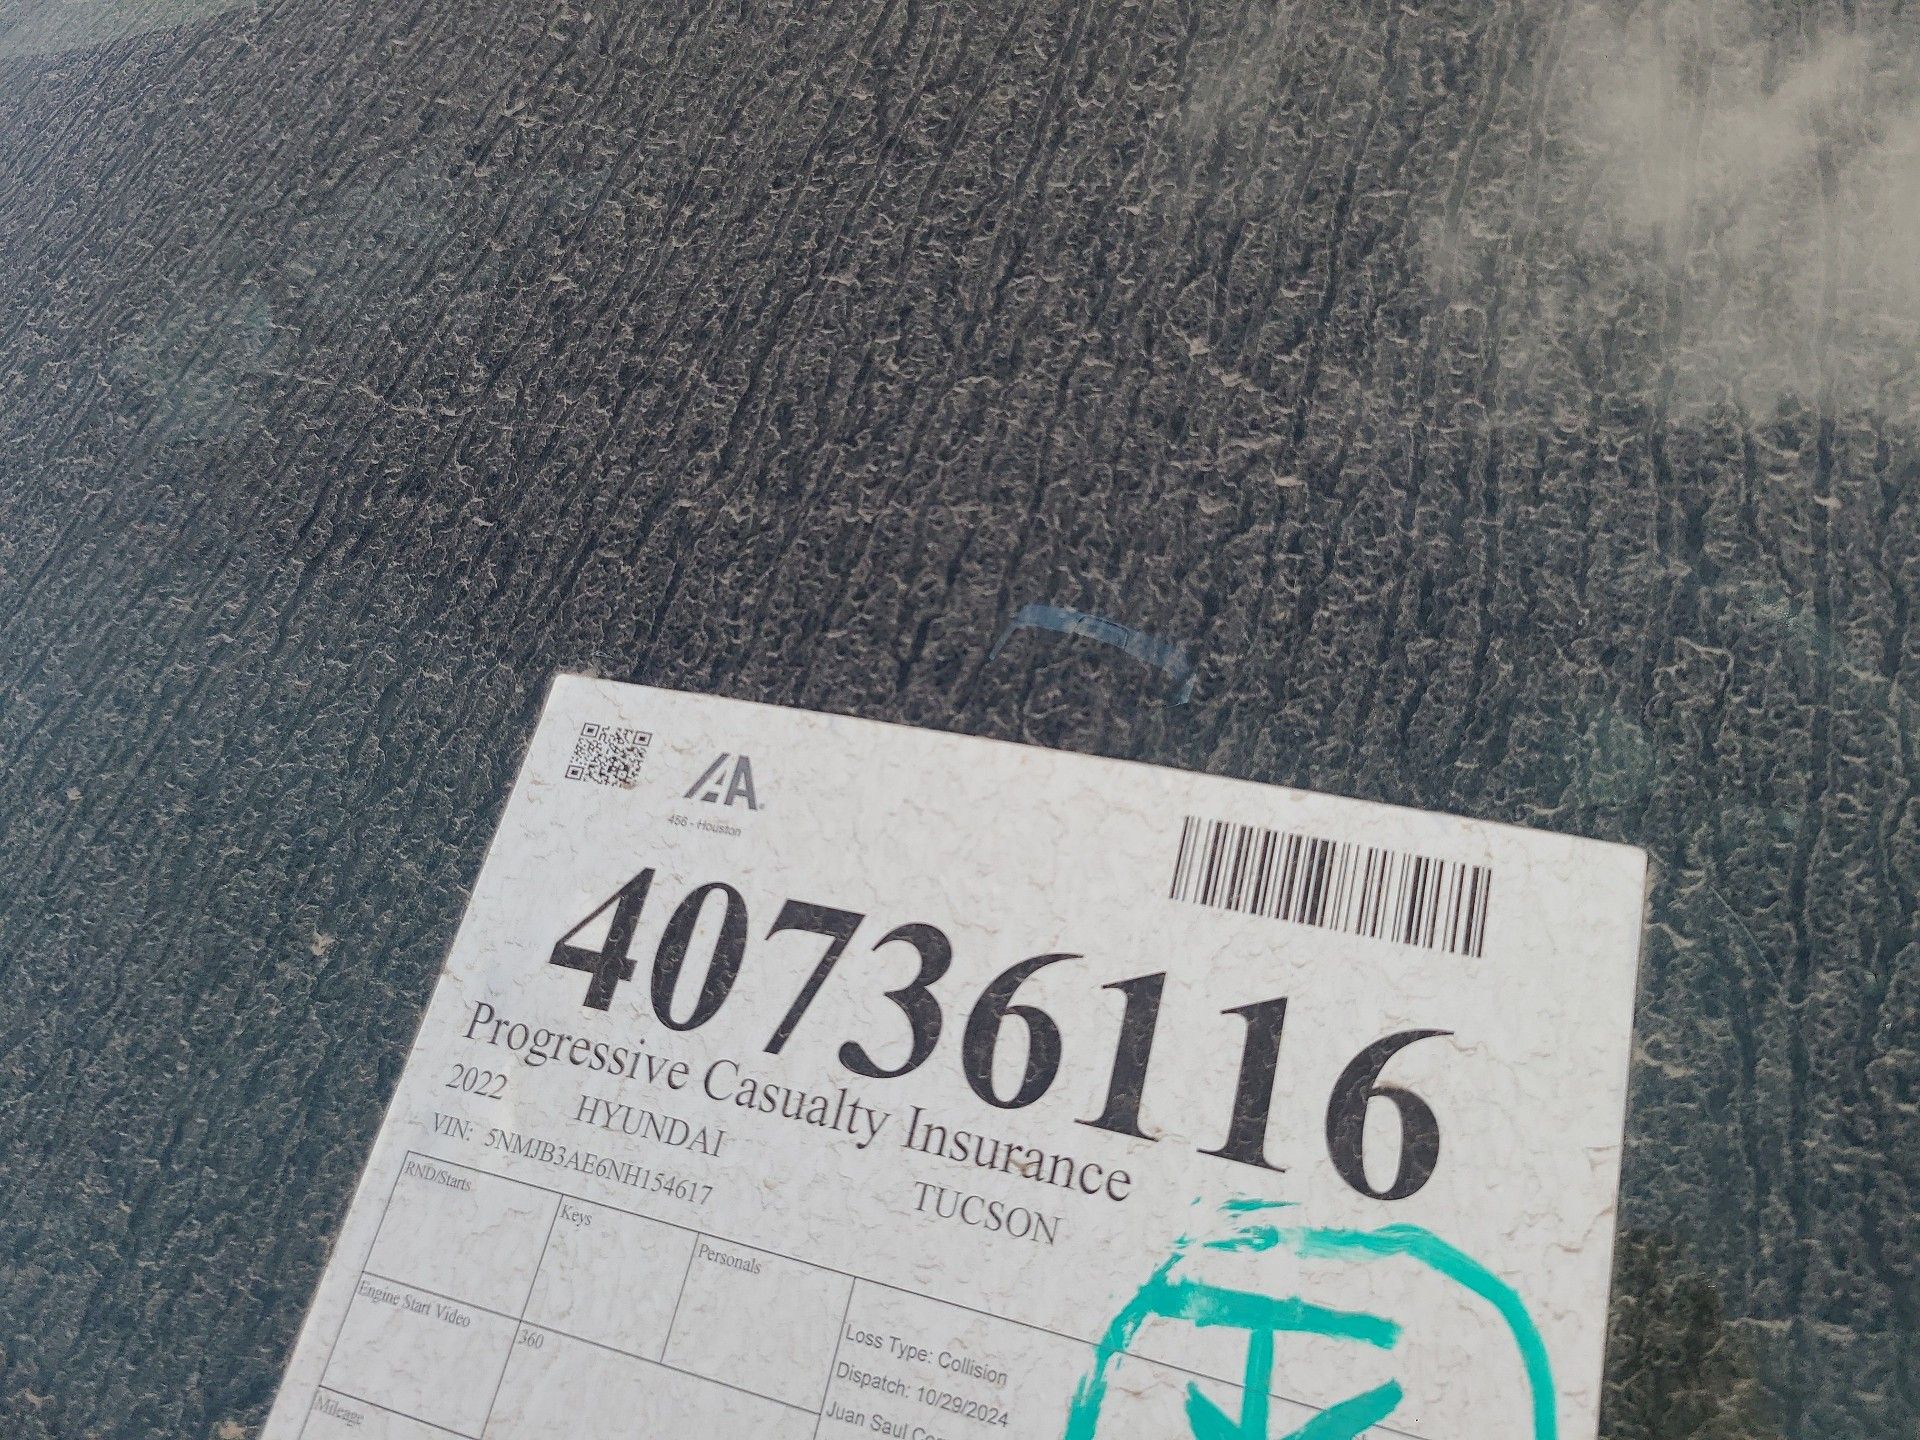 IAA
456 - Houston
40736116
Progressive Casualty Insurance
2022 HYUNDAI TUCSON
VIN: 5NMJB3AE6NH154617
RND/Starts
Keys
Personals
Engine Start Video
360
Mileage
Loss Type: Collision
Dispatch: 10/29/2024
Juan Saul